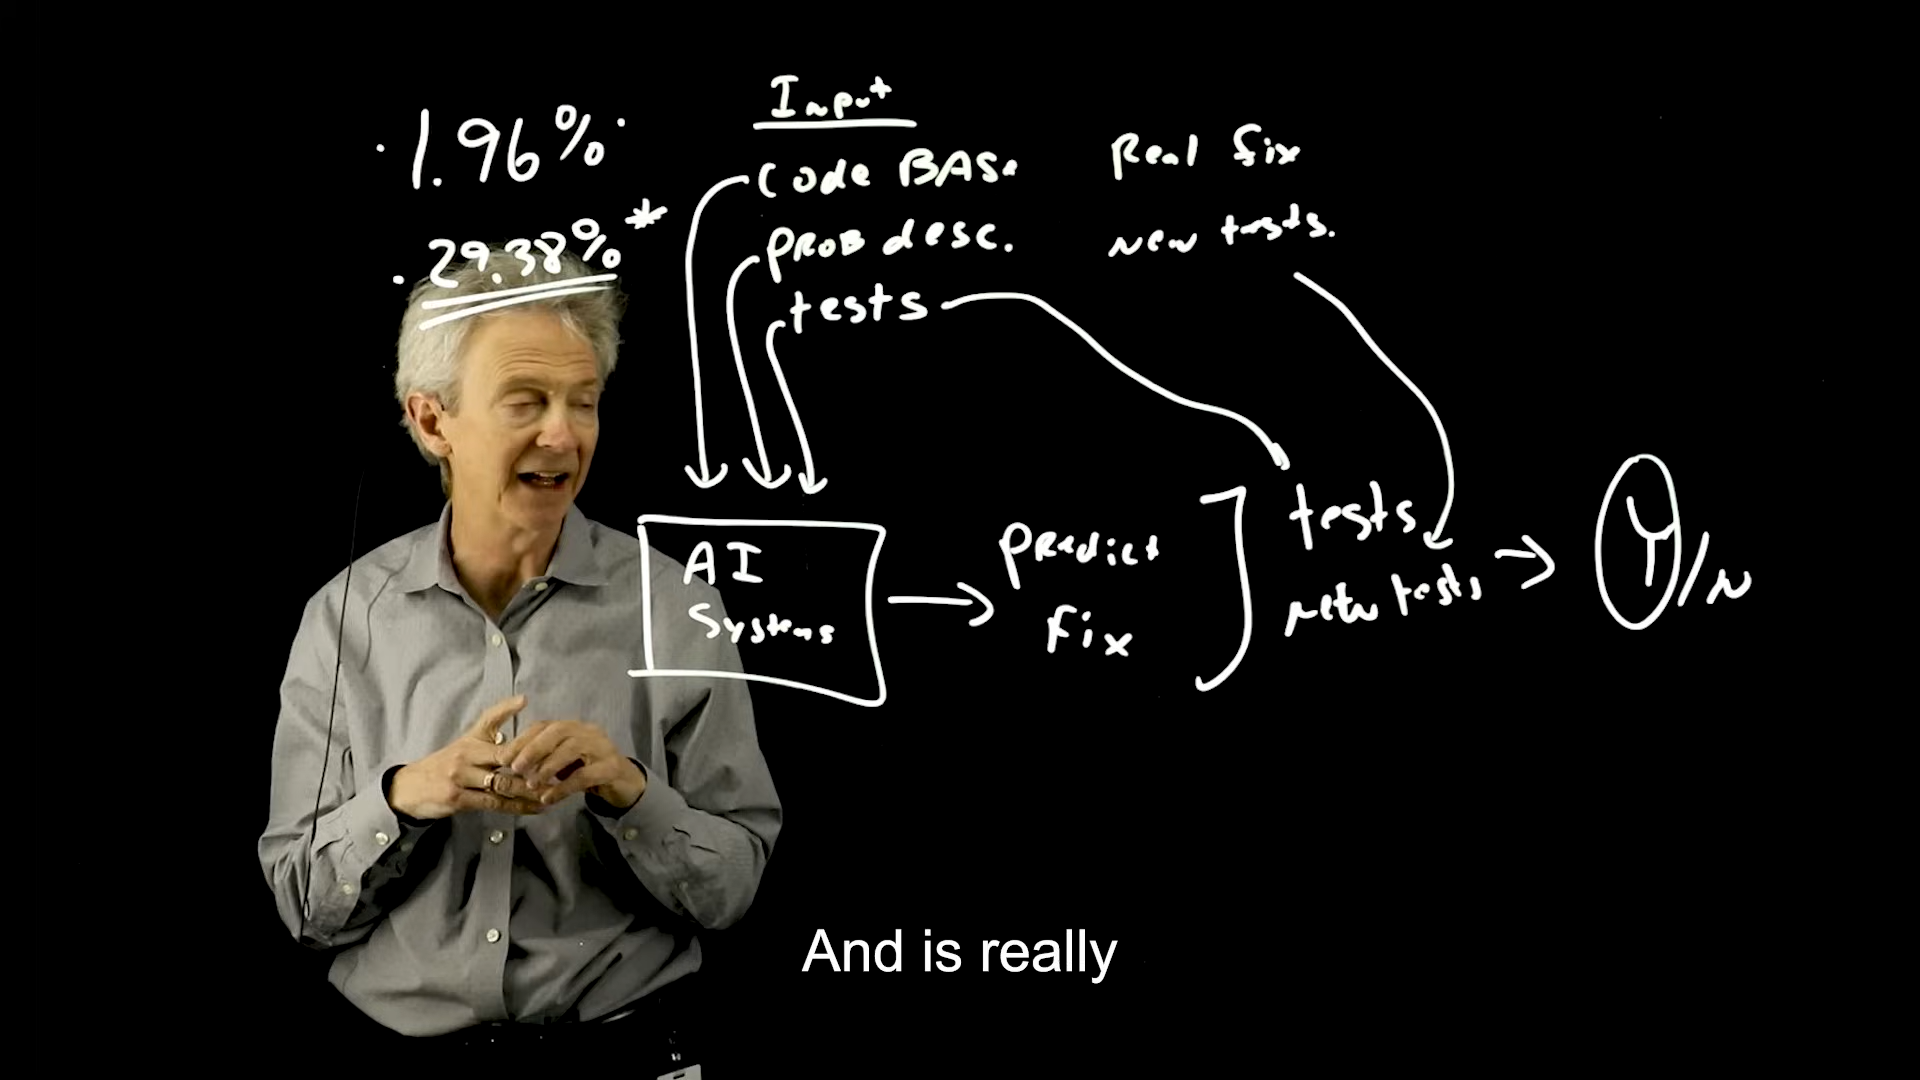 1.96%
29.38%*
Input
Code BASe
PROB desc.
tests
Real fix
New tests.
AI
Systems
Predict
fix
tests
new tests
Y/N
And is really